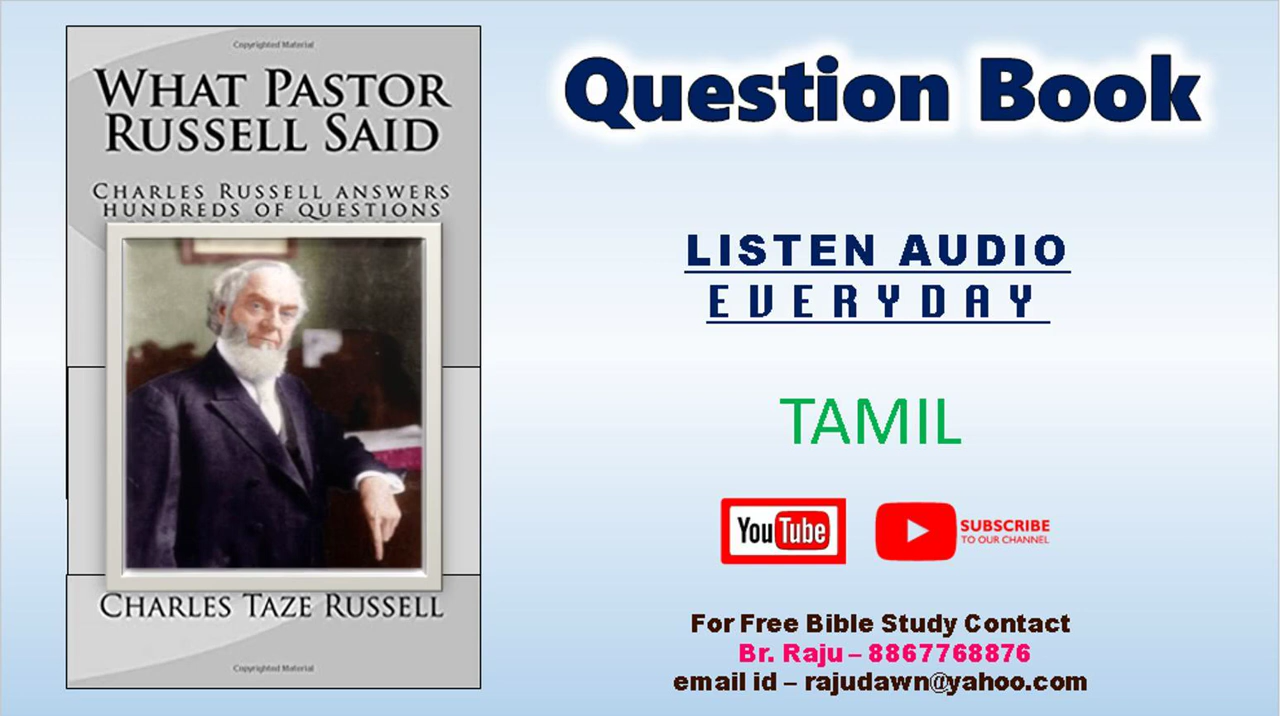 Copyrighted Material
WHAT PASTOR
RUSSELL SAID
CHARLES RUSSELL ANSWERS
HUNDREDS OF QUESTIONS
CHARLES TAZE RUSSELL
Copyrighted Material
Question Book
LISTEN AUDIO
EVERYDAY
TAMIL
YouTube
SUBSCRIBE
TO OUR CHANNEL
For Free Bible Study Contact
Br. Raju – 8867768876
email id – rajudawn@yahoo.com